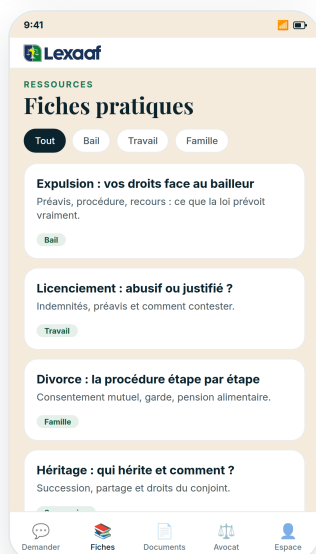 9:41
Lexaaf
RESSOURCES
Fiches pratiques
Tout Bail Travail Famille
Expulsion : vos droits face au bailleur
Préavis, procédure, recours : ce que la loi prévoit
vraiment.
Bail
Licenciement : abusif ou justifié ?
Indemnités, préavis et comment contester.
Travail
Divorce : la procédure étape par étape
Consentement mutuel, garde, pension alimentaire.
Famille
Héritage : qui hérite et comment ?
Succession, partage et droits du conjoint.
Demander Fiches Documents Avocat Espace